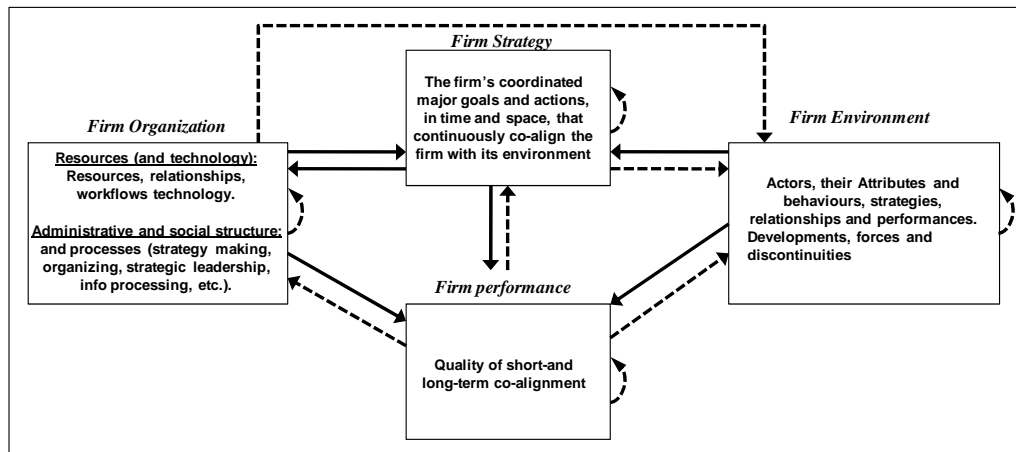 Firm Strategy
The firm's coordinated
major goals and actions,
in time and space, that
continuously co-align the
firm with its environment
Firm Organization
Resources (and technology):
Resources, relationships,
workflows technology.
Administrative and social structure:
and processes (strategy making,
organizing, strategic leadership,
info processing, etc.).
Firm Environment
Actors, their Attributes and
behaviours, strategies,
relationships and performances.
Developments, forces and
discontinuities
Firm performance
Quality of short-and
long-term co-alignment